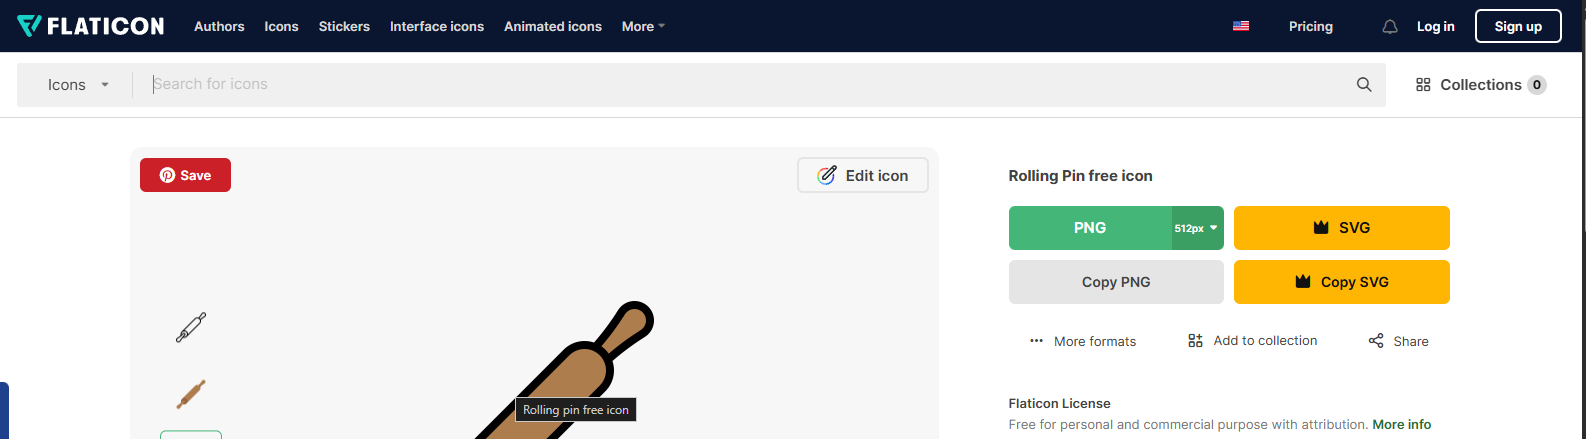 FLATICON Authors Icons Stickers Interface icons Animated icons More Pricing Log in Sign up
Icons Search for icons Collections 0
Save Edit icon
Rolling Pin free icon
PNG 512px SVG
Copy PNG Copy SVG
More formats Add to collection Share
Rolling pin free icon
Flaticon License
Free for personal and commercial purpose with attribution. More info